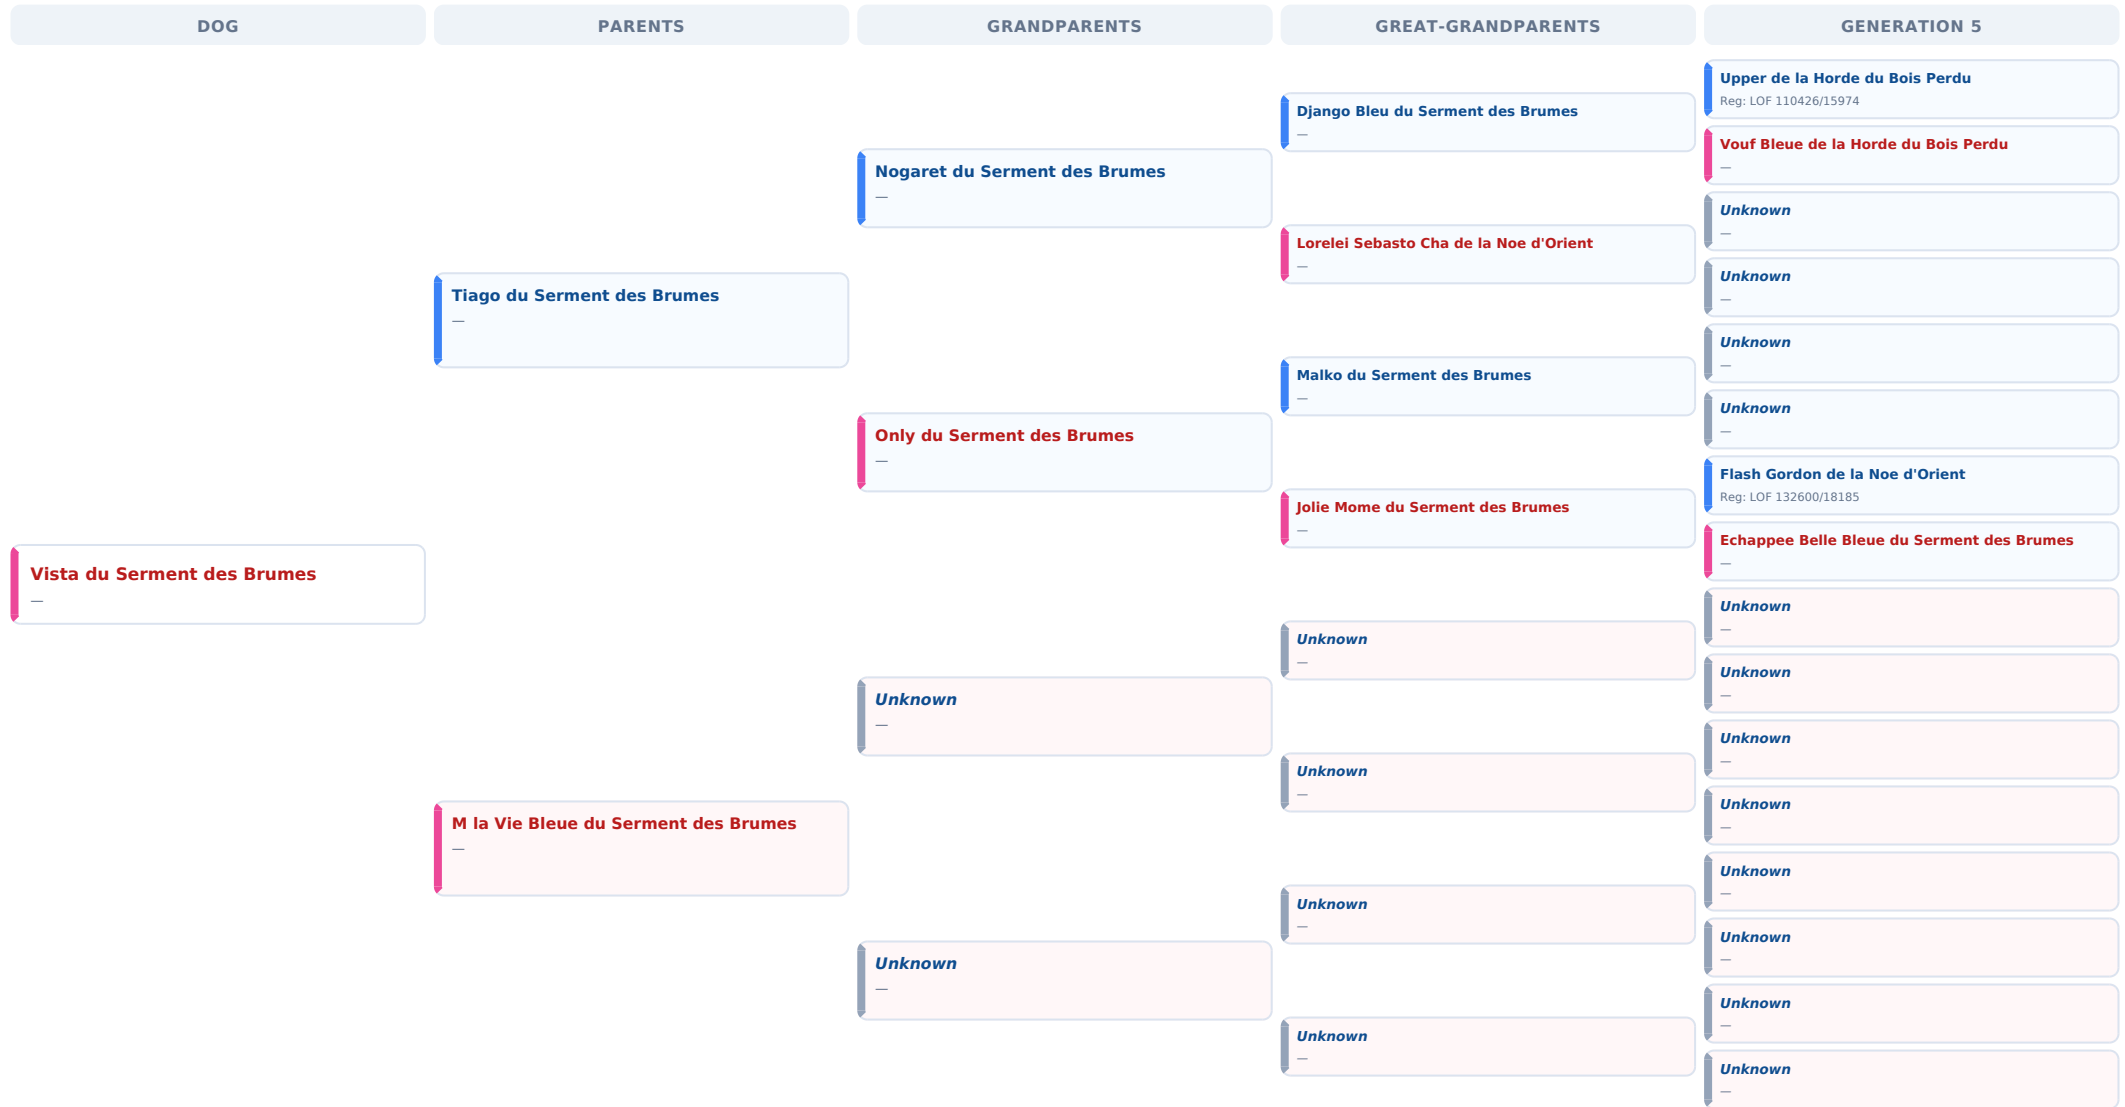 DOG
PARENTS
GRANDPARENTS
GREAT-GRANDPARENTS
GENERATION 5
Vista du Serment des Brumes
—
Tiago du Serment des Brumes
—
M la Vie Bleue du Serment des Brumes
—
Nogaret du Serment des Brumes
—
Only du Serment des Brumes
—
Unknown
—
Unknown
—
Django Bleu du Serment des Brumes
—
Lorelei Sebasto Cha de la Noe d'Orient
—
Malko du Serment des Brumes
—
Jolie Mome du Serment des Brumes
—
Unknown
—
Unknown
—
Unknown
—
Unknown
—
Upper de la Horde du Bois Perdu
Reg: LOF 110426/15974
Vouf Bleue de la Horde du Bois Perdu
—
Unknown
—
Unknown
—
Unknown
—
Unknown
—
Flash Gordon de la Noe d'Orient
Reg: LOF 132600/18185
Echappee Belle Bleue du Serment des Brumes
—
Unknown
—
Unknown
—
Unknown
—
Unknown
—
Unknown
—
Unknown
—
Unknown
—
Unknown
—